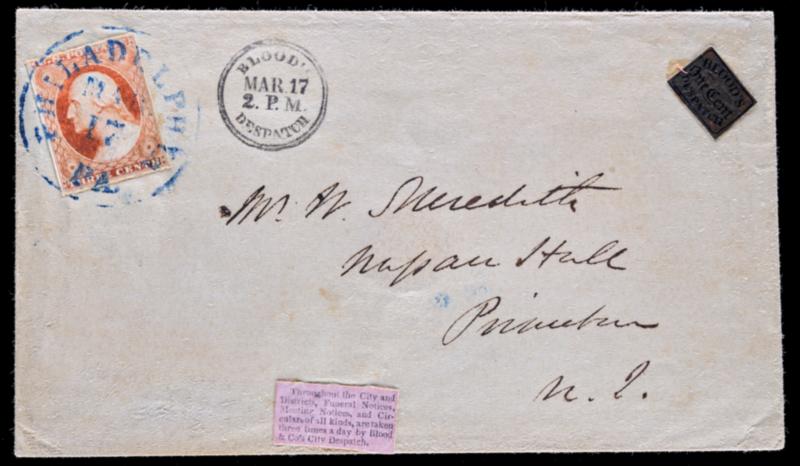 PHILADELPHIA
MAR
17
THREE CENTS
BLOOD'S
MAR. 17
2. P. M.
DESPATCH
BLOOD'S
One Cent
DESPATCH
Mr. W. Meredith
Nassau Hall
Princeton
N. J.
Throughout the City and
Districts, Funeral Notices,
Meeting Notices, and Cir-
culars of all kinds, are taken
three times a day by Blood
& Co's City Despatch.